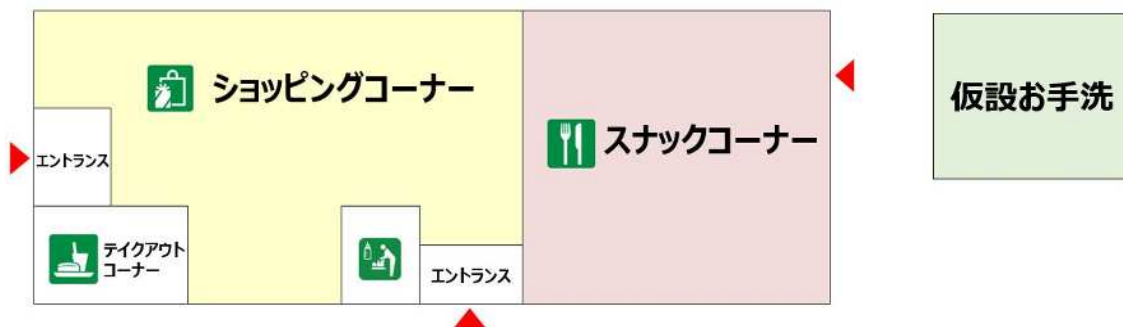 ショッピングコーナー
仮設お手洗
スナックコーナー
エントランス
テイクアウト
コーナー
エントランス